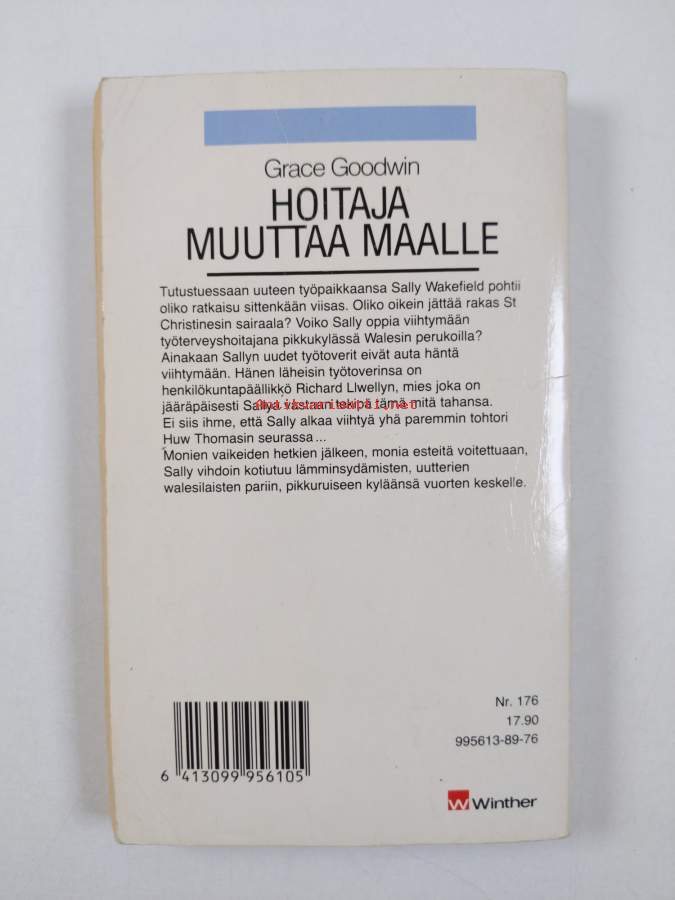 Grace Goodwin
HOITAJA
MUUTTAA MAALLE
Tutustuessaan uuteen työpaikkaansa Sally Wakefield pohtii
oliko ratkaisu sittenkään viisas. Oliko oikein jättää rakas St
Christinesin sairaala? Voiko Sally oppia viihtymään
työterveyshoitajana pikkukylässä Walesin perukoilla?
Ainakaan Sallyn uudet työtoverit eivät auta häntä
viihtymään. Hänen läheisin työtoverinsa on
henkilökuntapäällikkö Richard Llwellyn, mies joka on
jääräpäisesti Sallya vastaan tekipä tämä mitä tahansa.
Ei siis ihme, että Sally alkaa viihtyä yhä paremmin tohtori
Huw Thomasin seurassa ...
Monien vaikeiden hetkien jälkeen, monia esteitä voitettuaan,
Sally vihdoin kotiutuu lämminsydämisten, uutterien
walesilaisten pariin, pikkuruiseen kyläänsä vuorten keskelle.
Nr. 176
17.90
995613-89-76
6 413099 956105
Winther